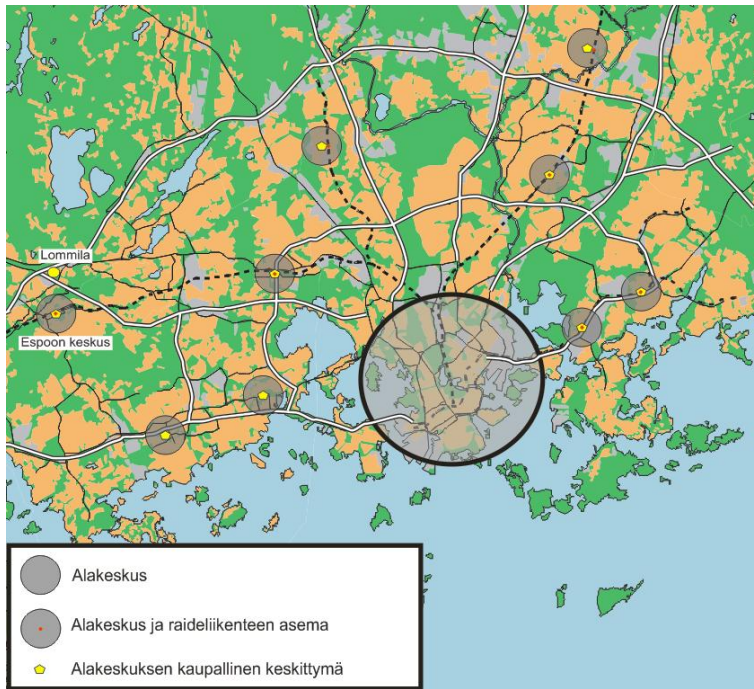 Lommila
Espoon keskus
Alakeskus
Alakeskus ja raideliikenteen asema
Alakeskuksen kaupallinen keskittymä